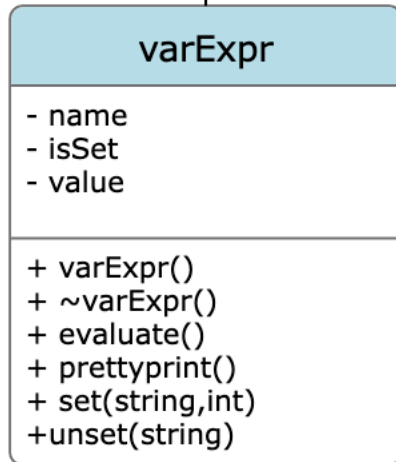 varExpr
- name
- isSet
- value
+ varExpr()
+ ~varExpr()
+ evaluate()
+ prettyprint()
+ set(string,int)
+unset(string)